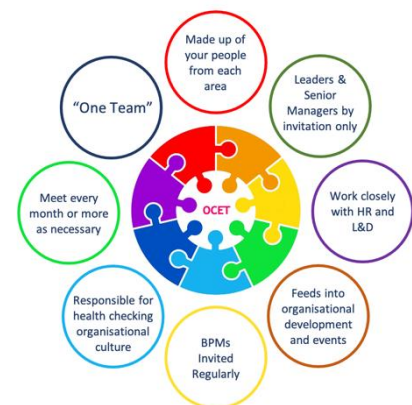 Made up of
your people
from each
area
Leaders &
Senior
Managers by
invitation only
Work closely
with HR and
L&D
Feeds into
organisational
development
and events
BPMs
Invited
Regularly
Responsible for
health checking
organisational
culture
Meet every
month or more
as necessary
“One Team”
OCET